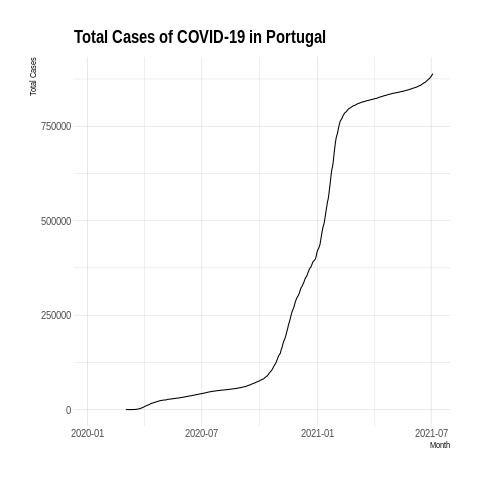 Total Cases of COVID-19 in Portugal
Total Cases
750000
500000
250000
0
2020-01 2020-07 2021-01 2021-07
Month